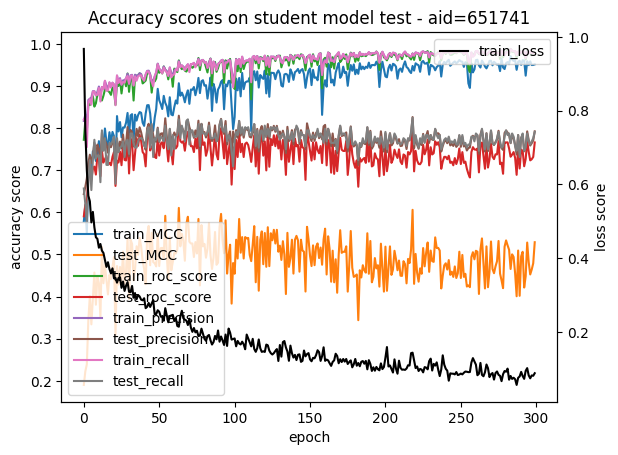 Accuracy scores on student model test - aid=651741
train_loss
accuracy score
1.0
0.9
0.8
0.7
0.6
0.5
0.4
0.3
0.2
train_MCC
test_MCC
train_roc_score
test_roc_score
train_precision
test_precision
train_recall
test_recall
1.0
0.8
0.6
0.4
0.2
loss score
0
50
100
150
200
250
300
epoch